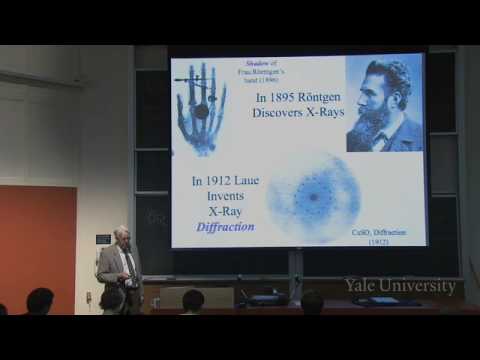 Shadow of
Frau Röntgen's
hand (1896)
In 1895 Röntgen
Discovers X-Rays
In 1912 Laue
Invents
X-Ray
Diffraction
Diffraction
(1912)
Yale University